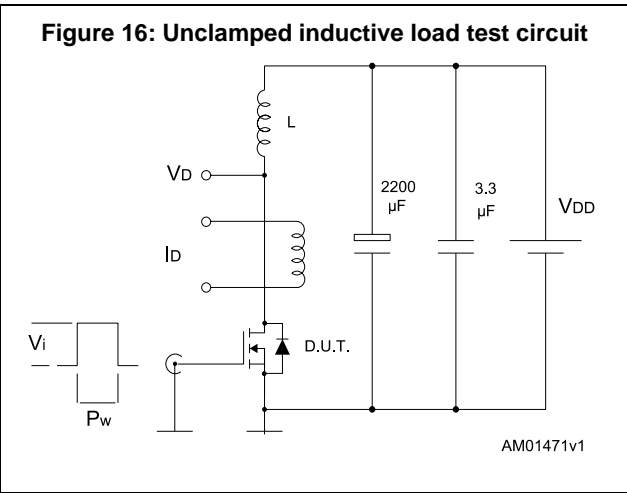 Figure 16: Unclamped inductive load test circuit
L
VD
2200
µF
3.3
µF
VDD
ID
Vi
D.U.T.
Pw
AM01471v1